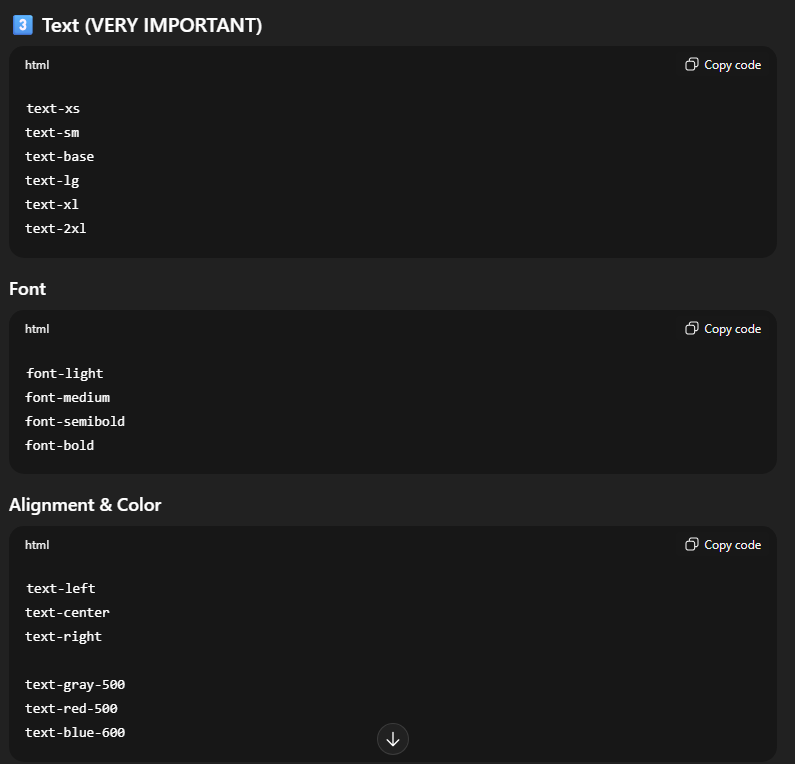 3 Text (VERY IMPORTANT)
html
Copy code
text-xs
text-sm
text-base
text-lg
text-xl
text-2xl
Font
html
Copy code
font-light
font-medium
font-semibold
font-bold
Alignment & Color
html
Copy code
text-left
text-center
text-right
text-gray-500
text-red-500
text-blue-600